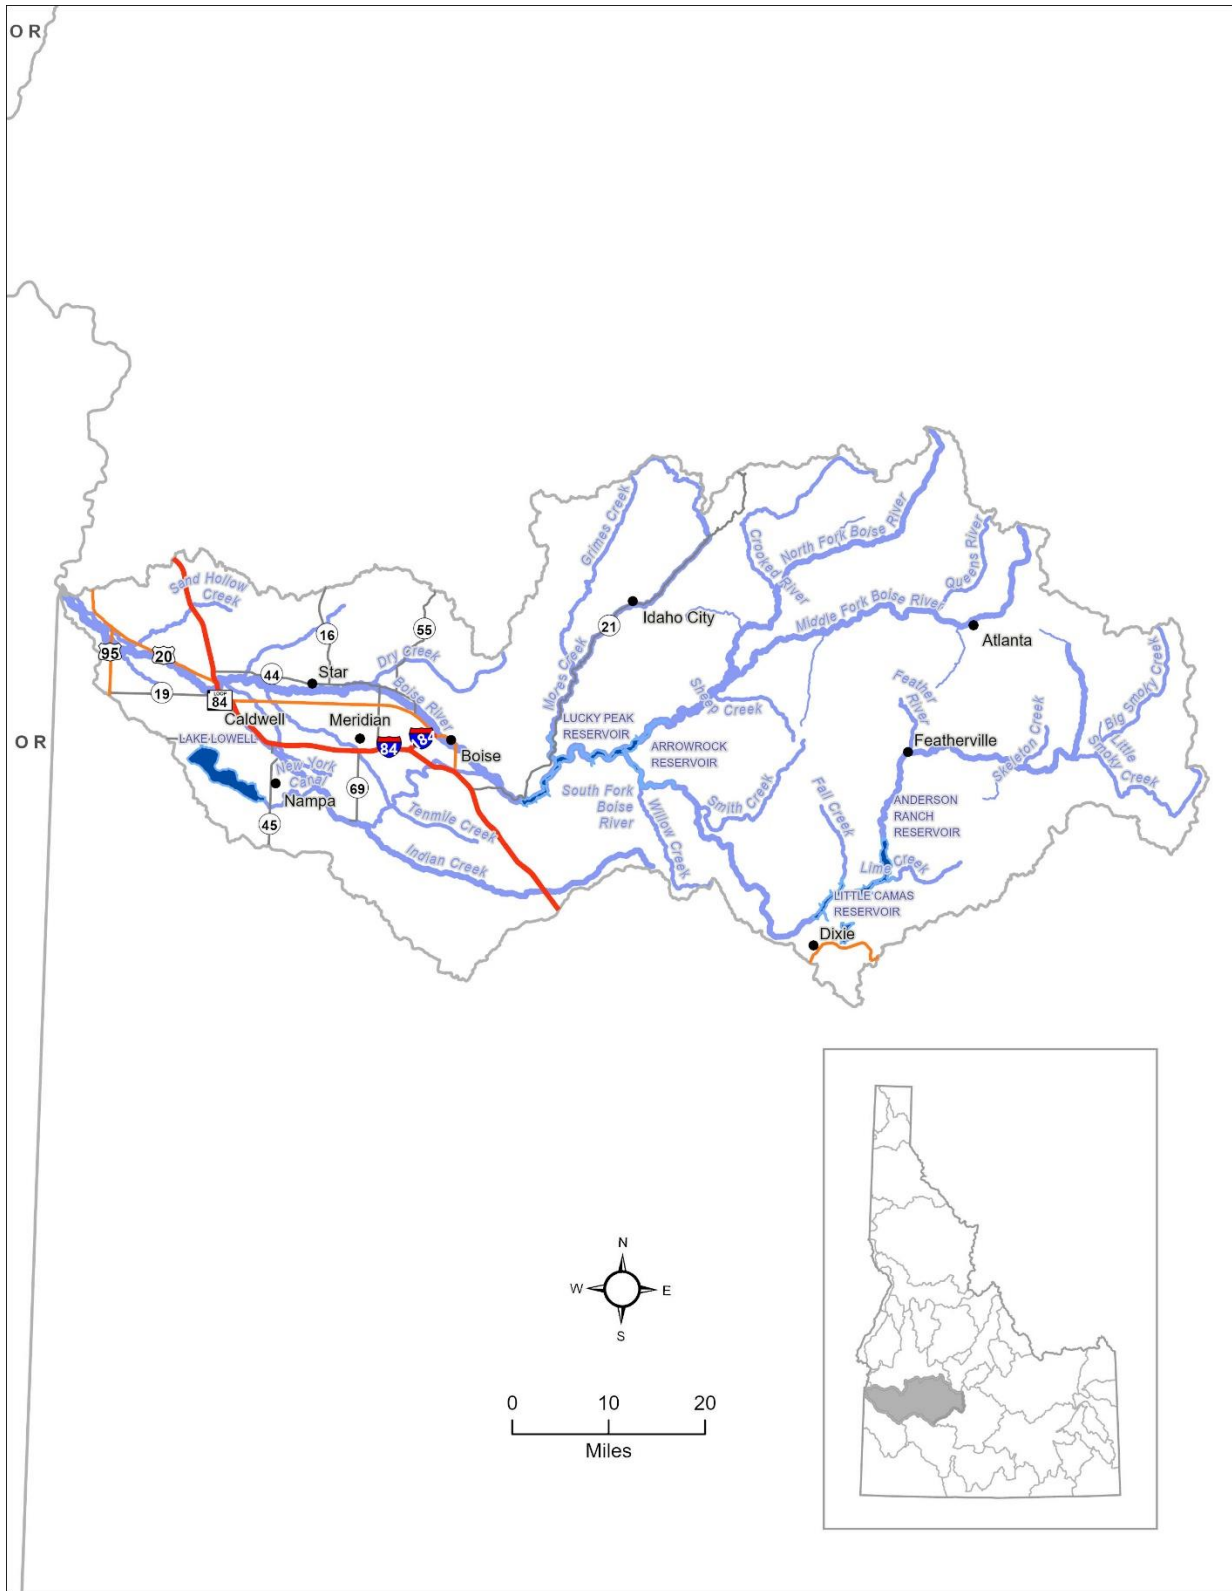 O R
Grimes Creek
Crooked River
North Fork Boise River
Queens River
Sand Hollow
Creek
Idaho City
21
Middle Fork Boise River
Atlanta
16
55
95
20
44
Star
Dry Creek
Mores Creek
Sheep Creek
Feather
River
Big Smoky Creek
Little
Smoky Creek
19
LOOP
84
Caldwell
Meridian
Boise River
LUCKY PEAK
RESERVOIR
Featherville
Skeleton Creek
O R
LAKE LOWELL
84
184
Boise
ARROWROCK
RESERVOIR
New York
Canal
Nampa
69
45
Tenmile Creek
Indian Creek
South Fork
Boise
River
Willow Creek
Smith Creek
Fall Creek
ANDERSON
RANCH
RESERVOIR
Lime Creek
LITTLE CAMAS
RESERVOIR
Dixie
N
W
E
S
0
10
20
Miles